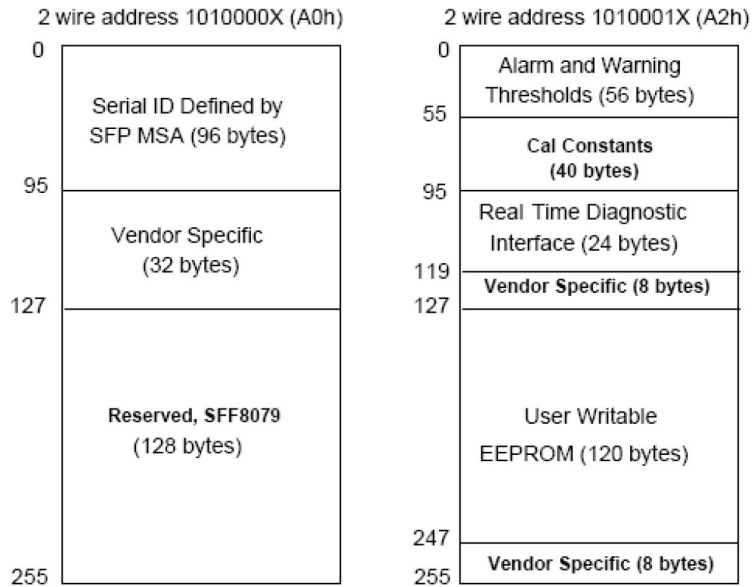 2 wire address 1010000X (A0h)
0
Serial ID Defined by
SFP MSA (96 bytes)
95
Vendor Specific
(32 bytes)
127
Reserved, SFF8079
(128 bytes)
255
2 wire address 1010001X (A2h)
0
Alarm and Warning
Thresholds (56 bytes)
55
Cal Constants
(40 bytes)
95
Real Time Diagnostic
Interface (24 bytes)
119
Vendor Specific (8 bytes)
127
User Writable
EEPROM (120 bytes)
247
Vendor Specific (8 bytes)
255